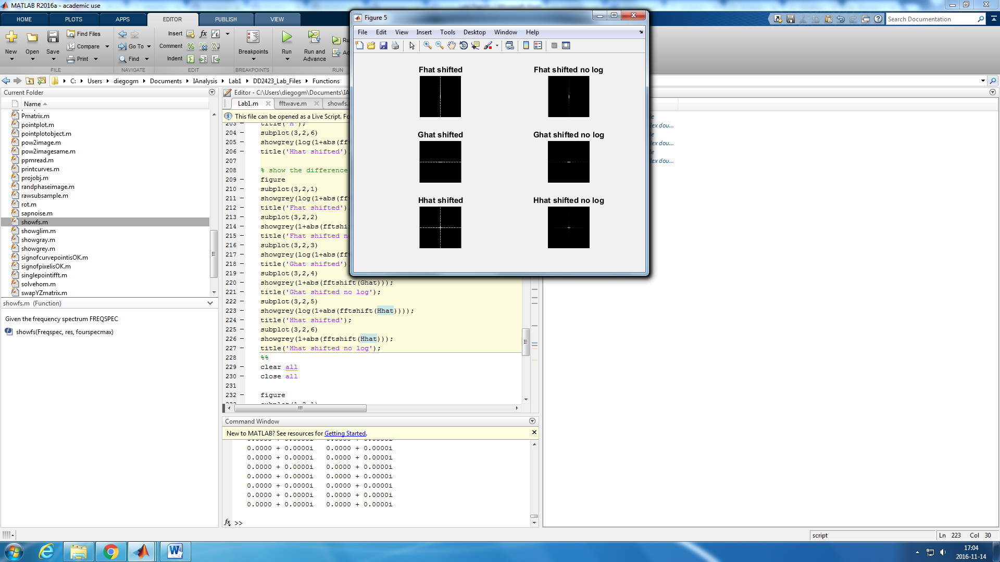 MATLAB R2016a - academic use
HOME PLOTS APPS EDITOR PUBLISH VIEW
Search Documentation
New Open Save Find Files Compare Print
Go To Find
Insert Comment Indent
Breakpoints Run Run and Advance
FILE NAVIGATE EDIT BREAKPOINTS RUN
C: Users diegogm Documents IAnalysis Lab1 DD2423_Lab_Files Functions
Current Folder
Name
Pmatrix.m
pointplot.m
pointplotobject.m
pow2image.m
pow2imagesame.m
ppmread.m
printcurves.m
projobj.m
randphaseimage.m
rawsubsample.m
rot.m
sapnoise.m
showfs.m
showglim.m
showgray.m
showgrey.m
signofcurvepointisOK.m
signofpixelisOK.m
singlepointifft.m
solvehom.m
swapYZmatrix.m
showfs.m (Function)
Given the frequency spectrum FREQSPEC
showfs(Freqspec, res, fourspecmax)
Editor - C:\Users\diegogm\Documents\IA
Lab1.m fftwave.m showfs.
This file can be opened as a Live Script. Fo
203 title('H');
204 subplot(3,2,6)
205 showgrey(log(1+abs(fft
206 title('Hhat shifted')
207
208 % show the difference
209 figure
210 subplot(3,2,1)
211 showgrey(log(1+abs(fft
212 title('Fhat shifted')
213 subplot(3,2,2)
214 showgrey(1+abs(fftshi
215 title('Fhat shifted n
216 subplot(3,2,3)
217 showgrey(log(1+abs(fft
218 title('Ghat shifted')
219 subplot(3,2,4)
220 showgrey(1+abs(fftshift(Ghat)));
221 title('Ghat shifted no log');
222 subplot(3,2,5)
223 showgrey(log(1+abs(fftshift(Hhat))));
224 title('Hhat shifted');
225 subplot(3,2,6)
226 showgrey(1+abs(fftshift(Hhat)));
227 title('Hhat shifted no log');
228 %%
229 clear all
230 close all
231
232 figure
Figure 5
File Edit View Insert Tools Desktop Window Help
Fhat shifted Fhat shifted no log
Ghat shifted Ghat shifted no log
Hhat shifted Hhat shifted no log
lex dou...
lex dou...
lex dou...
Command Window
New to MATLAB? See resources for Getting Started.
0.0000 + 0.0000i 0.0000 + 0.0000i
0.0000 + 0.0000i 0.0000 + 0.0000i
0.0000 + 0.0000i 0.0000 + 0.0000i
0.0000 + 0.0000i 0.0000 + 0.0000i
0.0000 + 0.0000i 0.0000 + 0.0000i
0.0000 + 0.0000i 0.0000 + 0.0000i
0.0000 + 0.0000i 0.0000 + 0.0000i
fx >>
script Ln 223 Col 30
17:04
2016-11-14